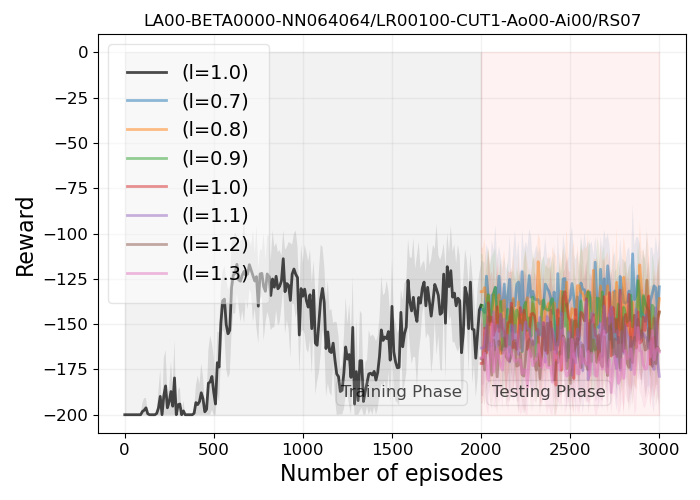 LA00-BETA0000-NN064064/LR00100-CUT1-Ao00-Ai00/RS07
Reward
0
−25
−50
−75
−100
−125
−150
−175
−200
(l=1.0)
(l=0.7)
(l=0.8)
(l=0.9)
(l=1.0)
(l=1.1)
(l=1.2)
(l=1.3)
Training Phase
Testing Phase
0 500 1000 1500 2000 2500 3000
Number of episodes